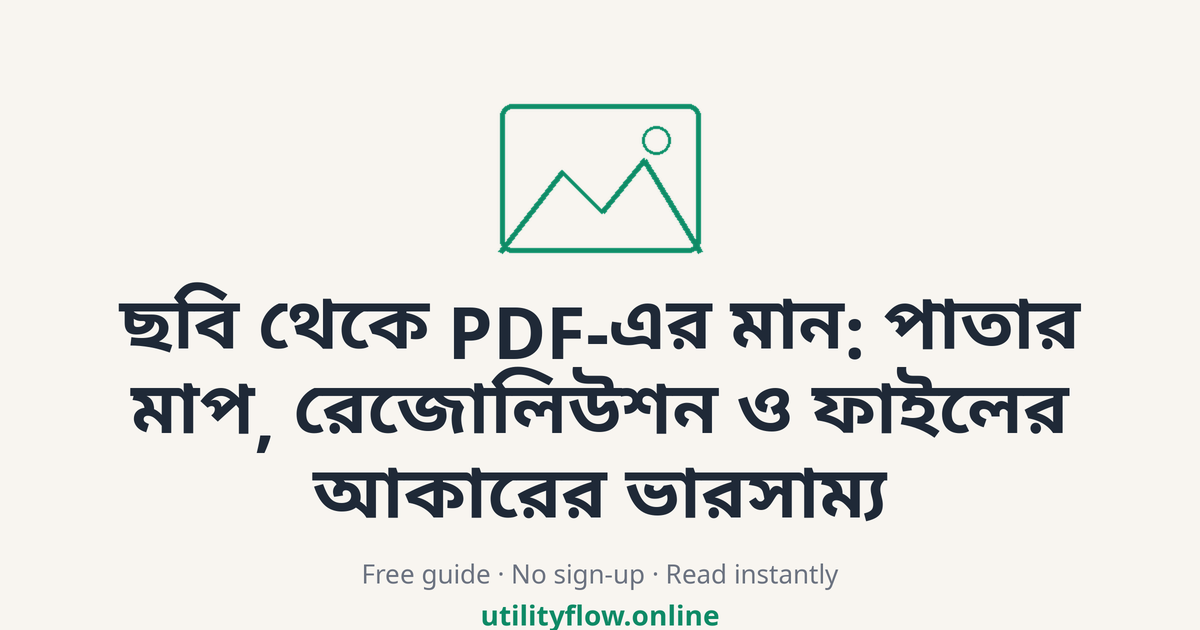 ছবি থেকে PDF-এর মান: পাতার
মাপ, রেজোলিউশন ও ফাইলের
আকারের ভারসাম্য
Free guide · No sign-up · Read instantly
utilityflow.online